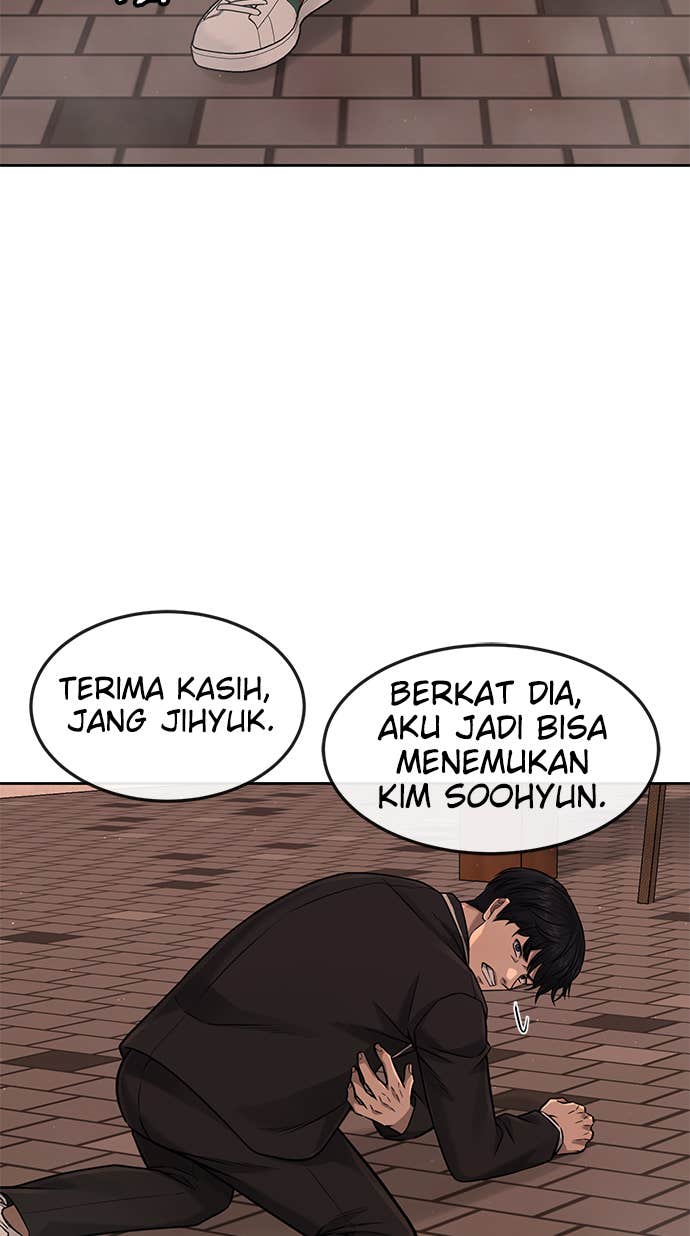 TERIMA KASIH,
JANG JIHYUK.
BERKAT DIA,
AKU JADI BISA
MENEMUKAN
KIM SOOHYUN.